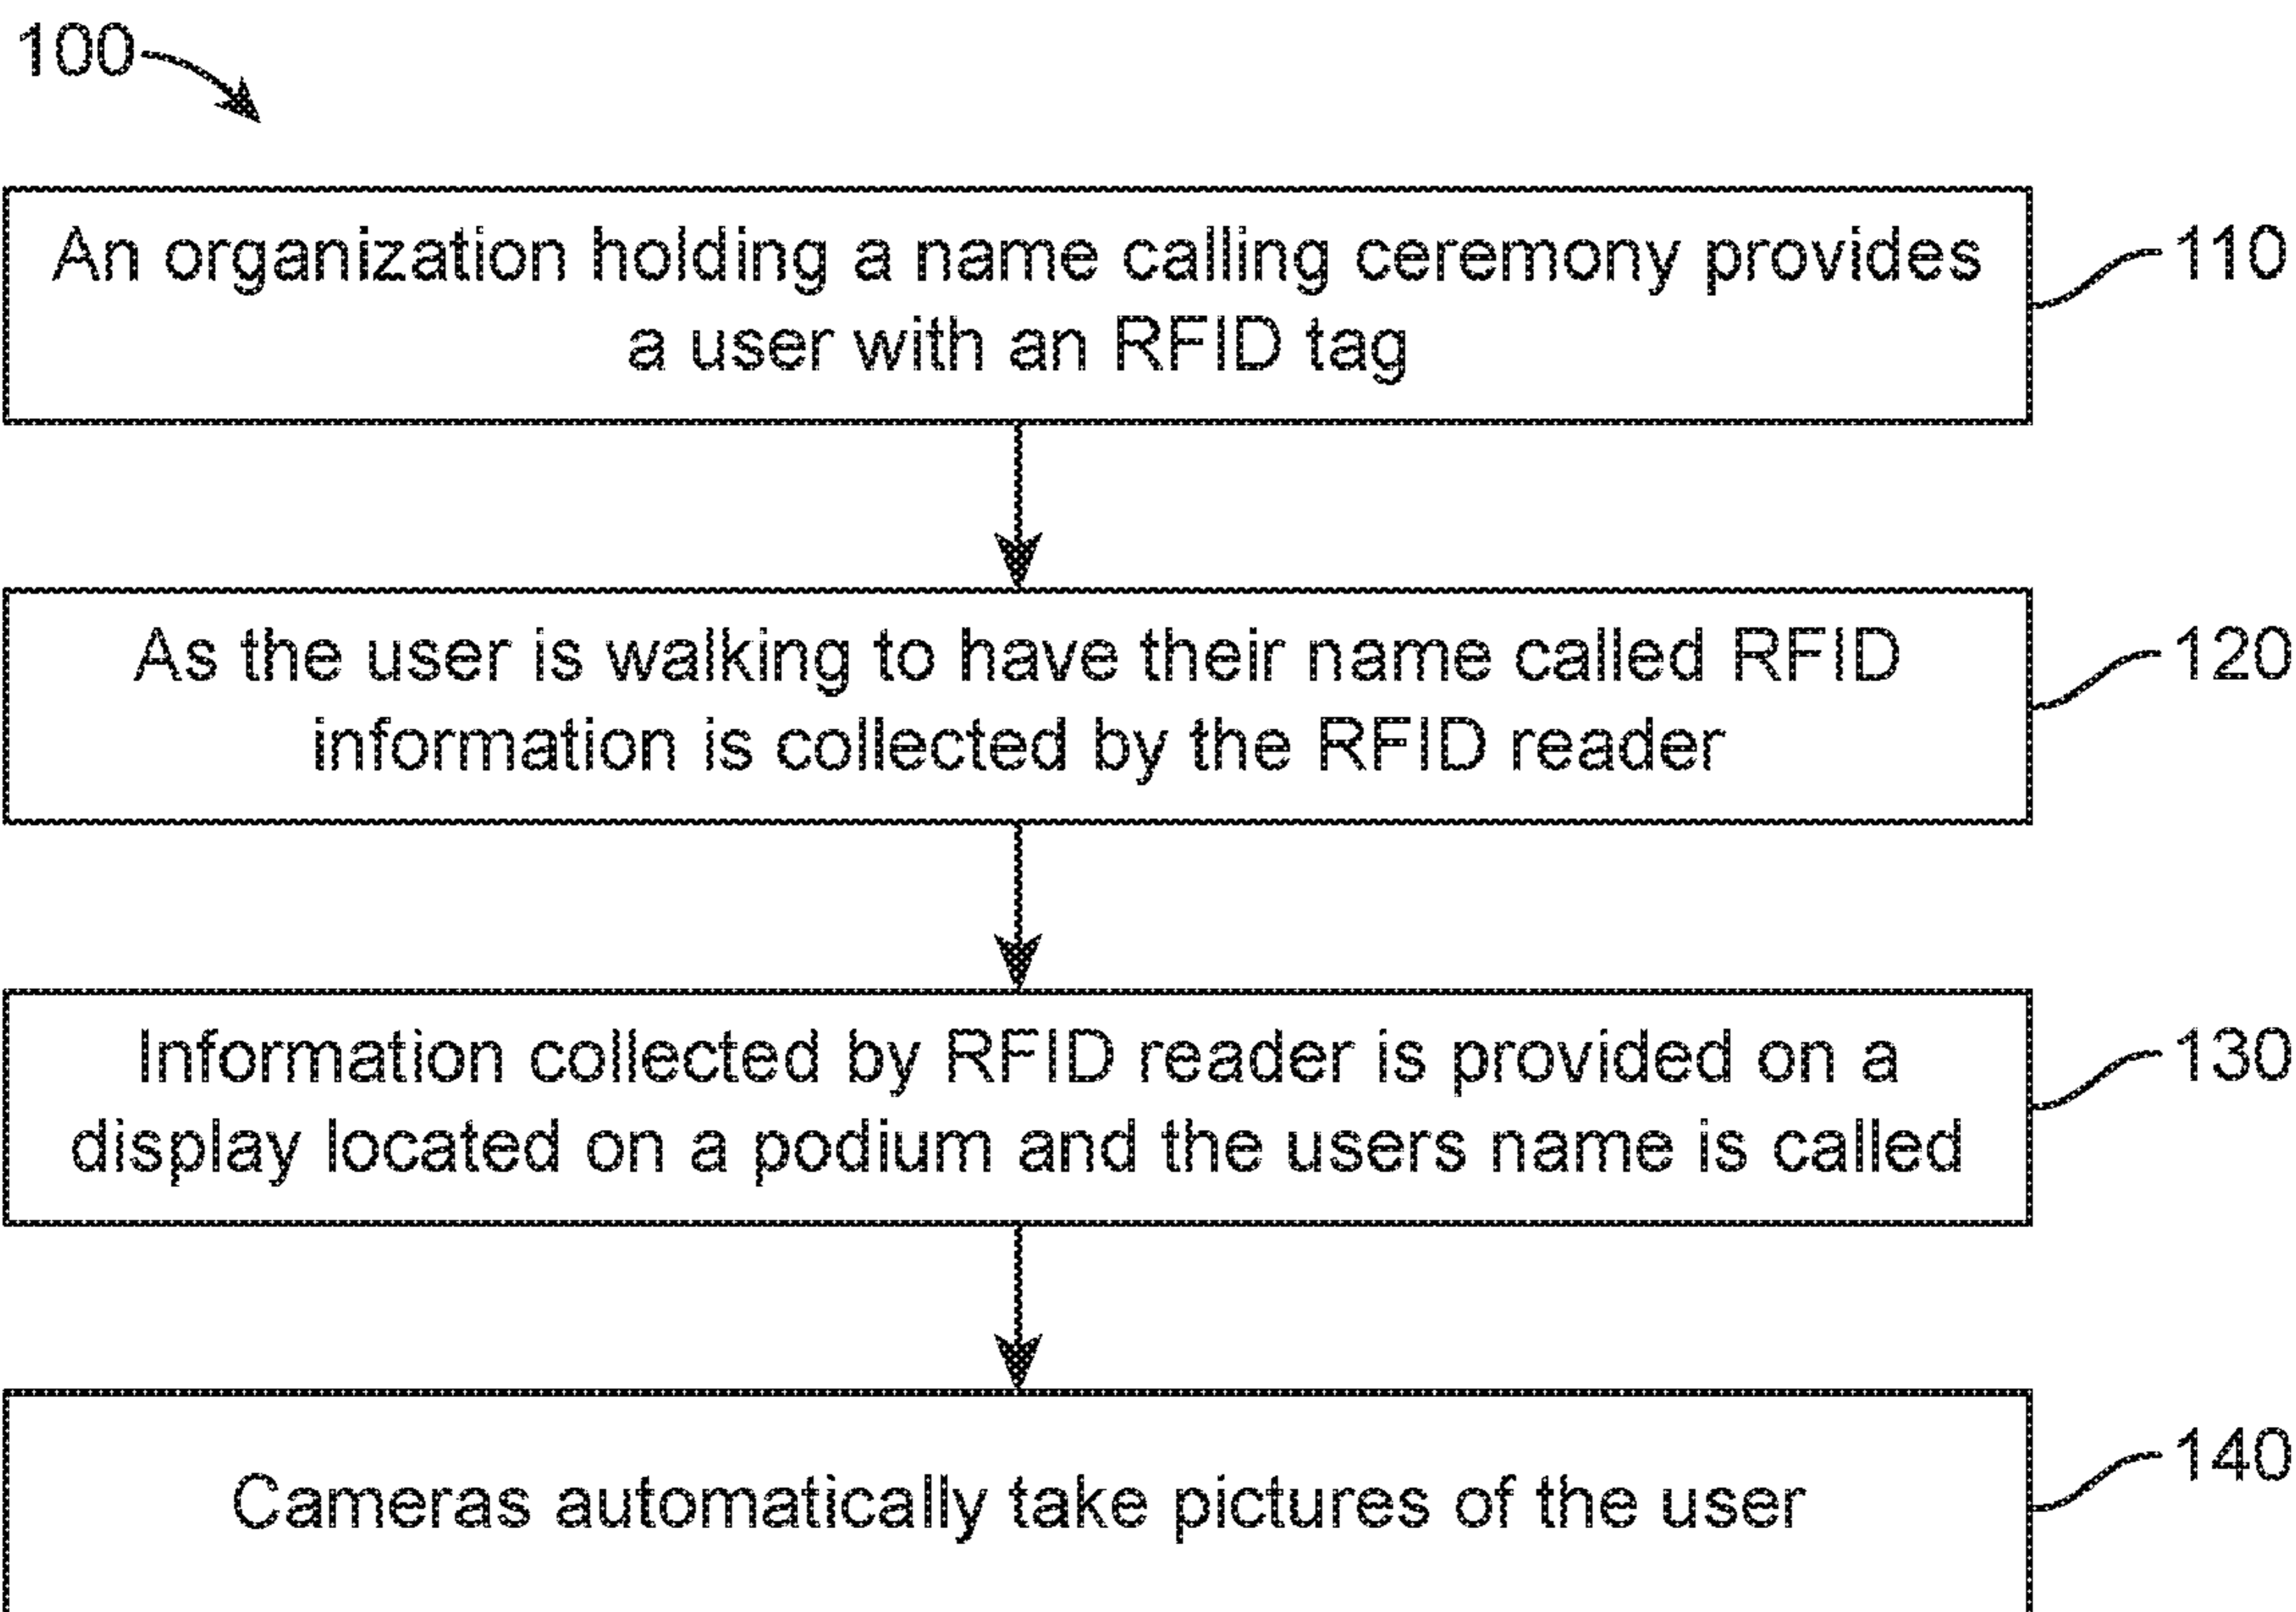 100
An organization holding a name calling ceremony provides
a user with an RFID tag
110
As the user is walking to have their name called RFID
information is collected by the RFID reader
120
Information collected by RFID reader is provided on a
display located on a podium and the users name is called
130
Cameras automatically take pictures of the user
140